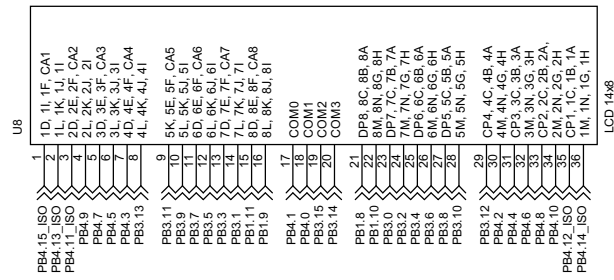 U8
1D, 1I, 1F, CA1
1L, 1K, 1J, 1I
2D, 2E, 2F, CA2
2L, 2K, 2J, 2I
3D, 3E, 3F, CA3
3L, 3K, 3J, 3I
4D, 4E, 4F, CA4
4L, 4K, 4J, 4I
5K, 5E, 5F, CA5
5L, 5K, 5J, 5I
6D, 6E, 6F, CA6
6L, 6K, 6J, 6I
7D, 7E, 7F, CA7
7L, 7K, 7J, 7I
8D, 8E, 8F, CA8
8L, 8K, 8J, 8I
COM0
COM1
COM2
COM3
DP8, 8C, 8B, 8A
8M, 8N, 8G, 8H
DP7, 7C, 7B, 7A
7M, 7N, 7G, 7H
DP6, 6C, 6B, 6A
6M, 6N, 6G, 6H
DP5, 5C, 5B, 5A
5M, 5N, 5G, 5H
CP4, 4C, 4B, 4A
4M, 4N, 4G, 4H
CP3, 3C, 3B, 3A
3M, 3N, 3G, 3H
CP2, 2C, 2B, 2A,
2M, 2N, 2G, 2H
CP1, 1C, 1B, 1A
1M, 1N, 1G, 1H
LCD 14x8
1
2
3
4
5
6
7
8
9
10
11
12
13
14
15
16
17
18
19
20
21
22
23
24
25
26
27
28
29
30
31
32
33
34
35
36
PB4.15_ISO
PB4.13_ISO
PB4.11_ISO
PB4.9
PB4.7
PB4.5
PB4.3
PB3.13
PB3.11
PB3.9
PB3.7
PB3.5
PB3.3
PB3.1
PB1.11
PB1.9
PB4.1
PB4.0
PB3.15
PB3.14
PB1.8
PB1.10
PB3.0
PB3.2
PB3.4
PB3.6
PB3.8
PB3.10
PB3.12
PB4.2
PB4.4
PB4.6
PB4.8
PB4.10
PB4.12_ISO
PB4.14_ISO